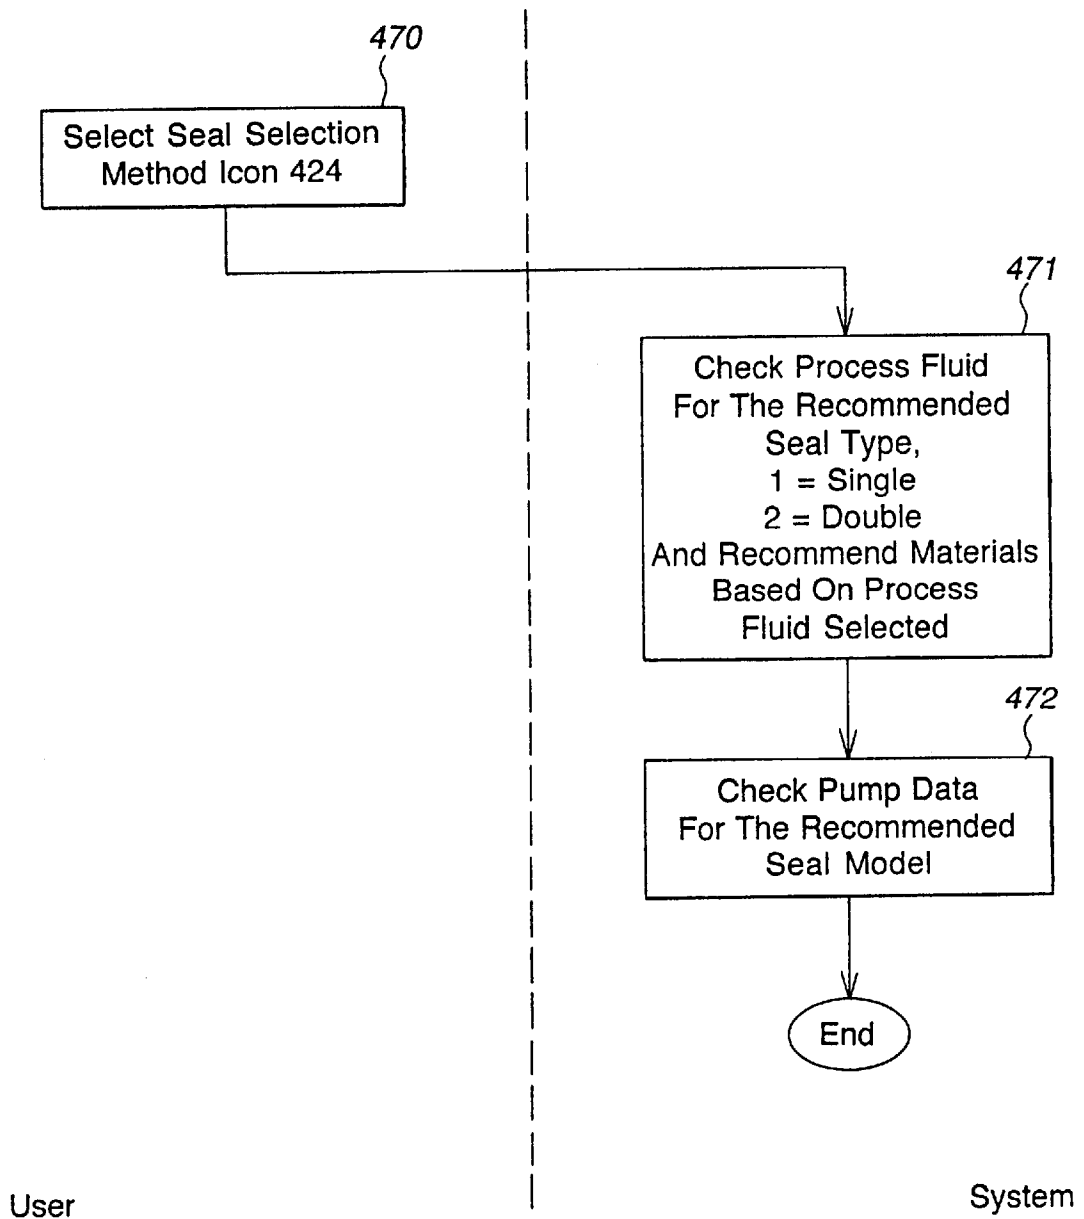 470
Select Seal Selection
Method Icon 424
471
Check Process Fluid
For The Recommended
Seal Type,
1 = Single
2 = Double
And Recommend Materials
Based On Process
Fluid Selected
472
Check Pump Data
For The Recommended
Seal Model
End
User
System